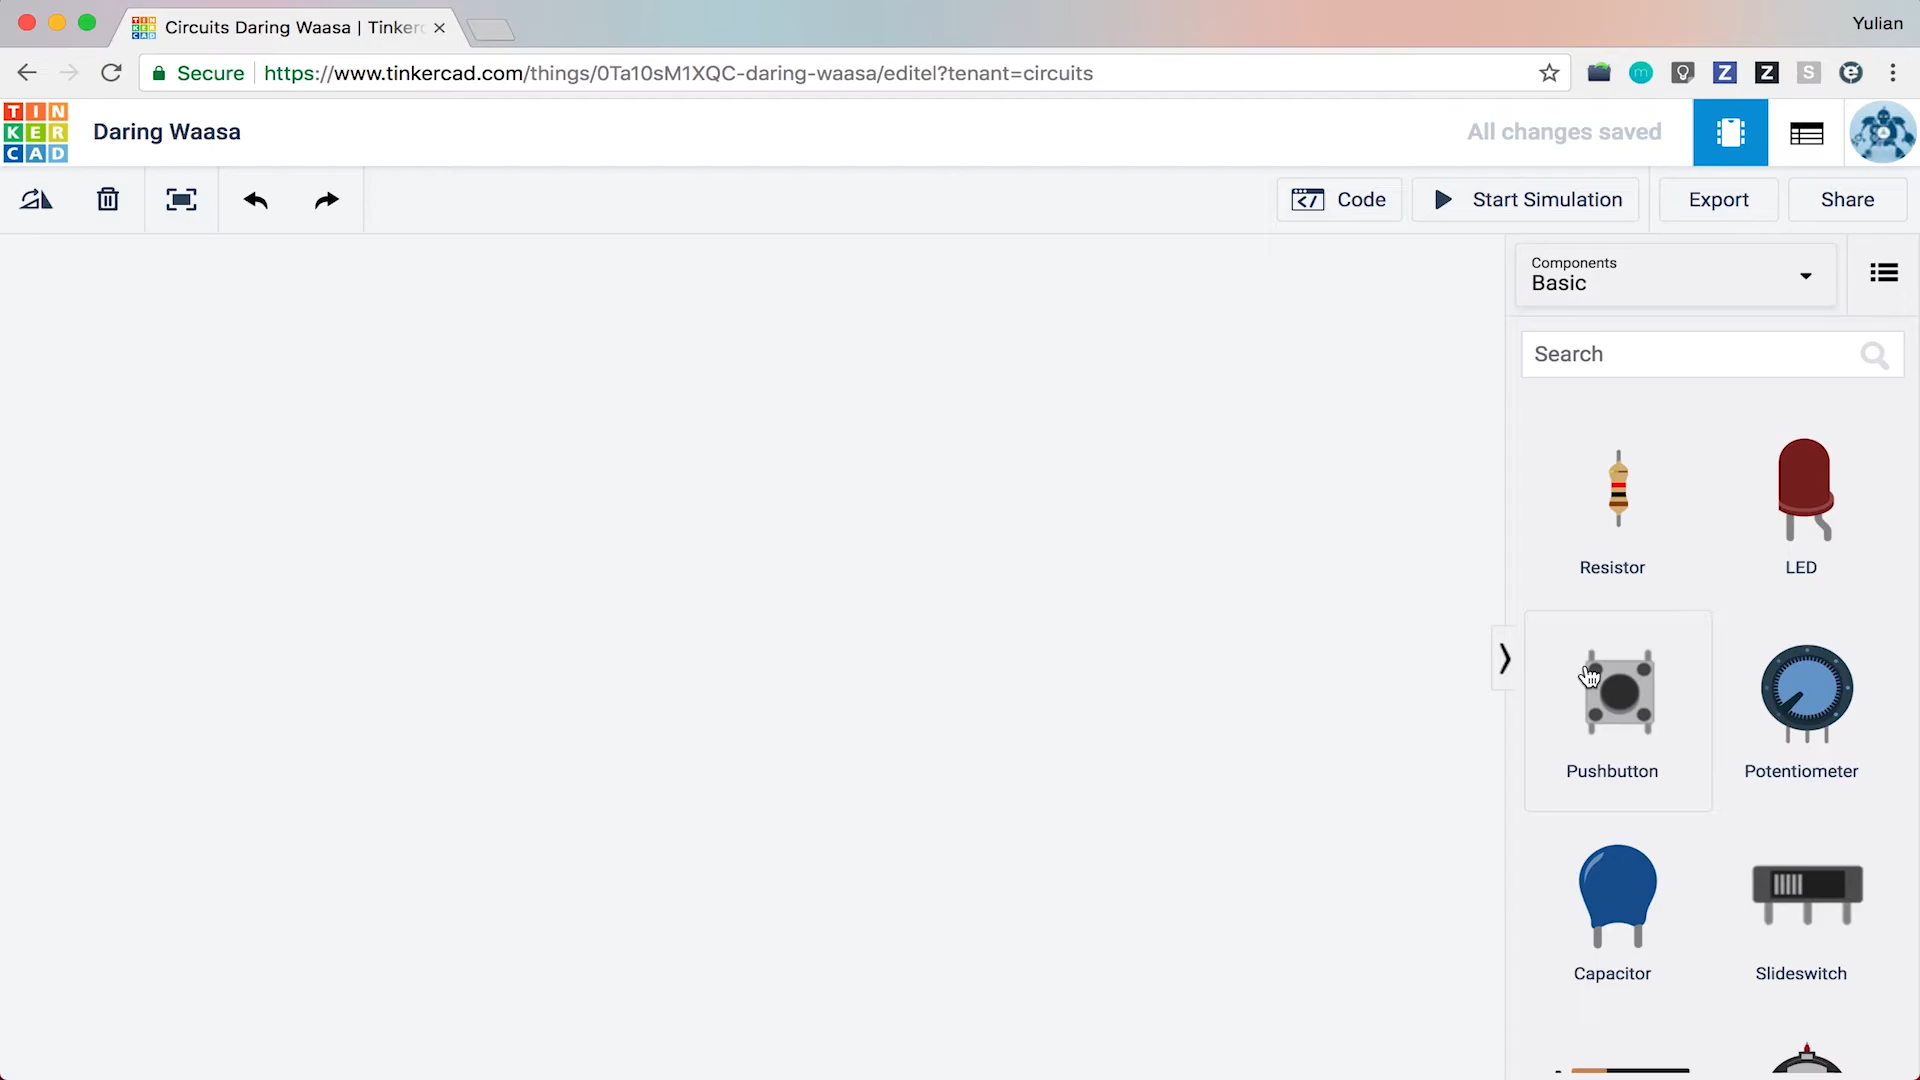 Circuits Daring Waasa | Tinker
Yulian
Secure
https://www.tinkercad.com/things/0Ta10sM1XQC-daring-waasa/editel?tenant=circuits
TIN
KER
CAD
Daring Waasa
All changes saved
Code
Start Simulation
Export
Share
Components
Basic
Search
Resistor
LED
Pushbutton
Potentiometer
Capacitor
Slideswitch